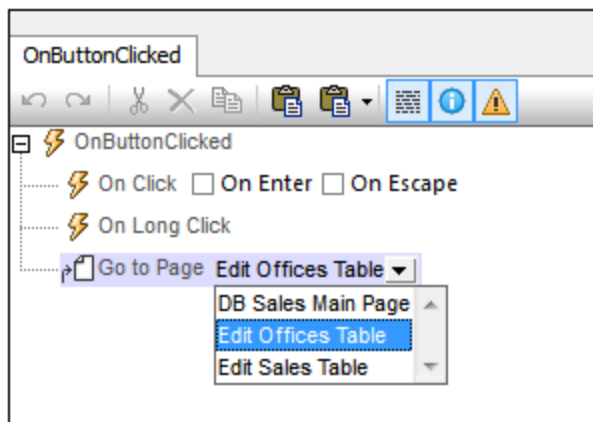 OnButtonClicked
OnButtonClicked
On Click On Enter On Escape
On Long Click
Go to Page Edit Offices Table
DB Sales Main Page
Edit Offices Table
Edit Sales Table